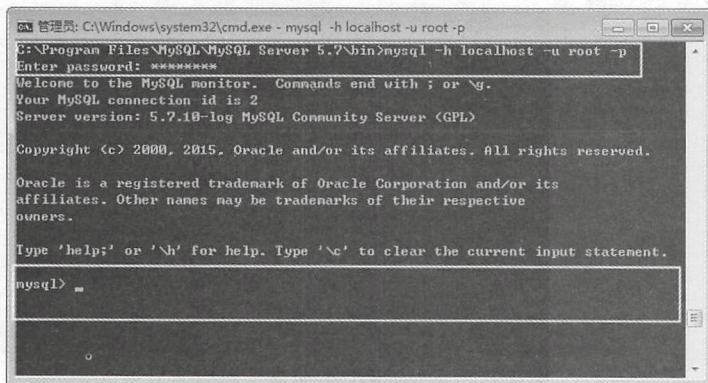 管理员: C:\Windows\system32\cmd.exe - mysql -h localhost -u root -p
C:\Program Files\MySQL\MySQL Server 5.7\bin>mysql -h localhost -u root -p
Enter password: ********
Welcome to the MySQL monitor.  Commands end with ; or \g.
Your MySQL connection id is 2
Server version: 5.7.10-log MySQL Community Server (GPL)
Copyright (c) 2000, 2015, Oracle and/or its affiliates. All rights reserved.
Oracle is a registered trademark of Oracle Corporation and/or its
affiliates. Other names may be trademarks of their respective
owners.
Type 'help;' or '\h' for help. Type '\c' to clear the current input statement.
mysql> _